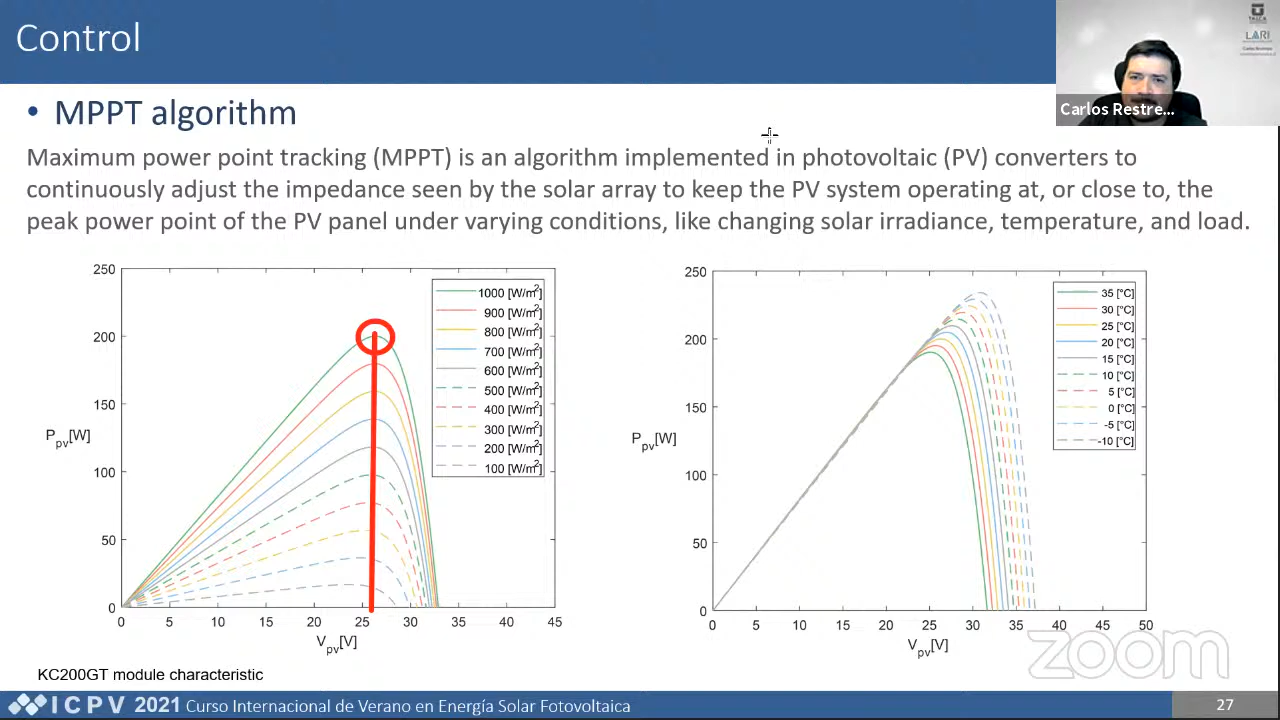 Control
TALCA
LARI
Carlos Restre...
• MPPT algorithm
Maximum power point tracking (MPPT) is an algorithm implemented in photovoltaic (PV) converters to
continuously adjust the impedance seen by the solar array to keep the PV system operating at, or close to, the
peak power point of the PV panel under varying conditions, like changing solar irradiance, temperature, and load.
250
200
150
100
50
0
P_pv[W]
0 5 10 15 20 25 30 35 40 45
V_pv[V]
1000 [W/m²]
900 [W/m²]
800 [W/m²]
700 [W/m²]
600 [W/m²]
500 [W/m²]
400 [W/m²]
300 [W/m²]
200 [W/m²]
100 [W/m²]
250
200
150
100
50
0
P_pv[W]
0 5 10 15 20 25 30 35 40 45 50
V_pv[V]
35 [°C]
30 [°C]
25 [°C]
20 [°C]
15 [°C]
10 [°C]
5 [°C]
0 [°C]
-5 [°C]
-10 [°C]
zoom
KC200GT module characteristic
ICPV 2021 Curso Internacional de Verano en Energía Solar Fotovoltaica
27